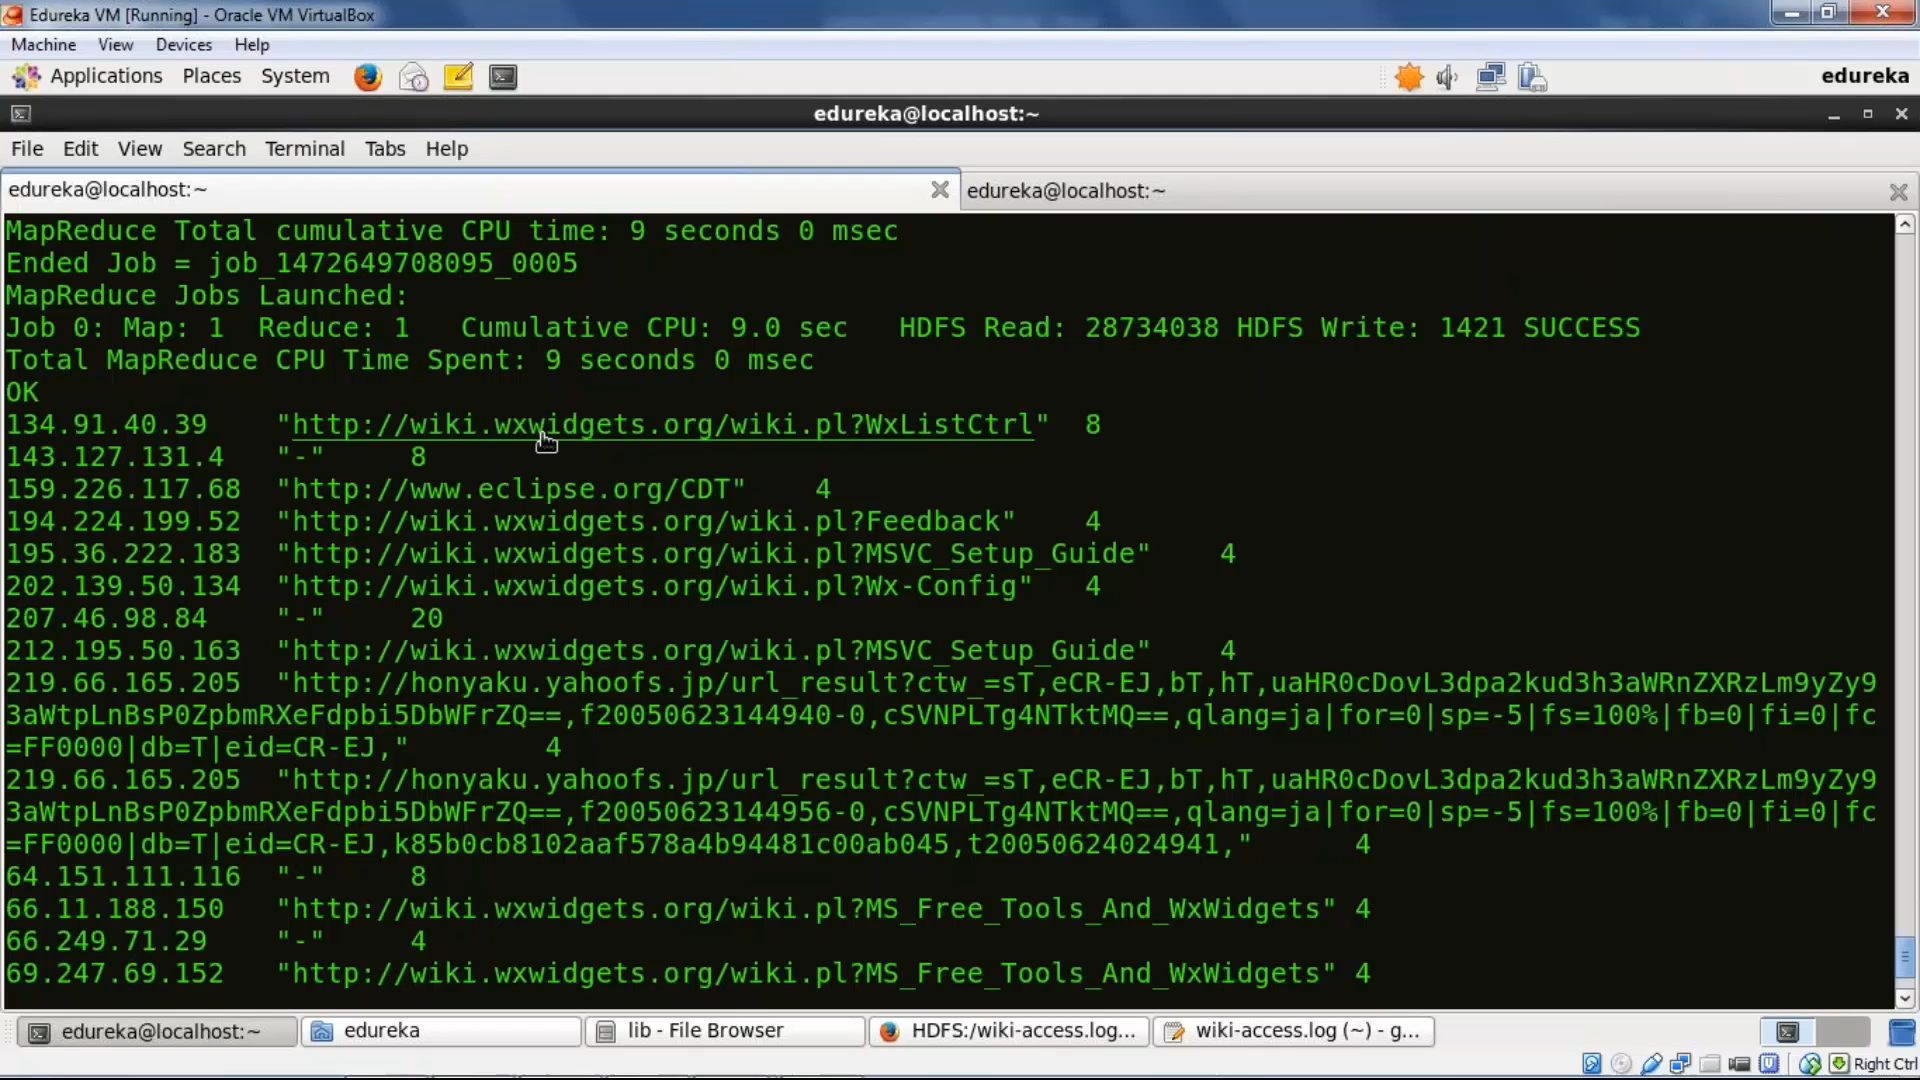 Edureka VM [Running] - Oracle VM VirtualBox
Machine View Devices Help
Applications Places System edureka
edureka@localhost:~
File Edit View Search Terminal Tabs Help
edureka@localhost:~ edureka@localhost:~
MapReduce Total cumulative CPU time: 9 seconds 0 msec
Ended Job = job_1472649708095_0005
MapReduce Jobs Launched:
Job 0: Map: 1  Reduce: 1   Cumulative CPU: 9.0 sec   HDFS Read: 28734038 HDFS Write: 1421 SUCCESS
Total MapReduce CPU Time Spent: 9 seconds 0 msec
OK
134.91.40.39    "http://wiki.wxwidgets.org/wiki.pl?WxListCtrl"  8
143.127.131.4   "-"     8
159.226.117.68  "http://www.eclipse.org/CDT"    4
194.224.199.52  "http://wiki.wxwidgets.org/wiki.pl?Feedback"    4
195.36.222.183  "http://wiki.wxwidgets.org/wiki.pl?MSVC_Setup_Guide"    4
202.139.50.134  "http://wiki.wxwidgets.org/wiki.pl?Wx-Config"   4
207.46.98.84    "-"     20
212.195.50.163  "http://wiki.wxwidgets.org/wiki.pl?MSVC_Setup_Guide"    4
219.66.165.205  "http://honyaku.yahoofs.jp/url_result?ctw_=sT,eCR-EJ,bT,hT,uaHR0cDovL3dpa2kud3h3aWRnZXRzLm9yZy9
3aWtpLnBsP0ZpbmRXeFdpbi5DbWFrZQ==,f20050623144940-0,cSVNPLTg4NTktMQ==,qlang=ja|for=0|sp=-5|fs=100%|fb=0|fi=0|fc
=FF0000|db=T|eid=CR-EJ,"        4
219.66.165.205  "http://honyaku.yahoofs.jp/url_result?ctw_=sT,eCR-EJ,bT,hT,uaHR0cDovL3dpa2kud3h3aWRnZXRzLm9yZy9
3aWtpLnBsP0ZpbmRXeFdpbi5DbWFrZQ==,f20050623144956-0,cSVNPLTg4NTktMQ==,qlang=ja|for=0|sp=-5|fs=100%|fb=0|fi=0|fc
=FF0000|db=T|eid=CR-EJ,k85b0cb8102aaf578a4b94481c00ab045,t20050624024941,"      4
64.151.111.116  "-"     8
66.11.188.150   "http://wiki.wxwidgets.org/wiki.pl?MS_Free_Tools_And_WxWidgets" 4
66.249.71.29    "-"     4
69.247.69.152   "http://wiki.wxwidgets.org/wiki.pl?MS_Free_Tools_And_WxWidgets" 4
edureka@localhost:~ edureka lib - File Browser HDFS:/wiki-access.log... wiki-access.log (~) - g...
Right Ctrl